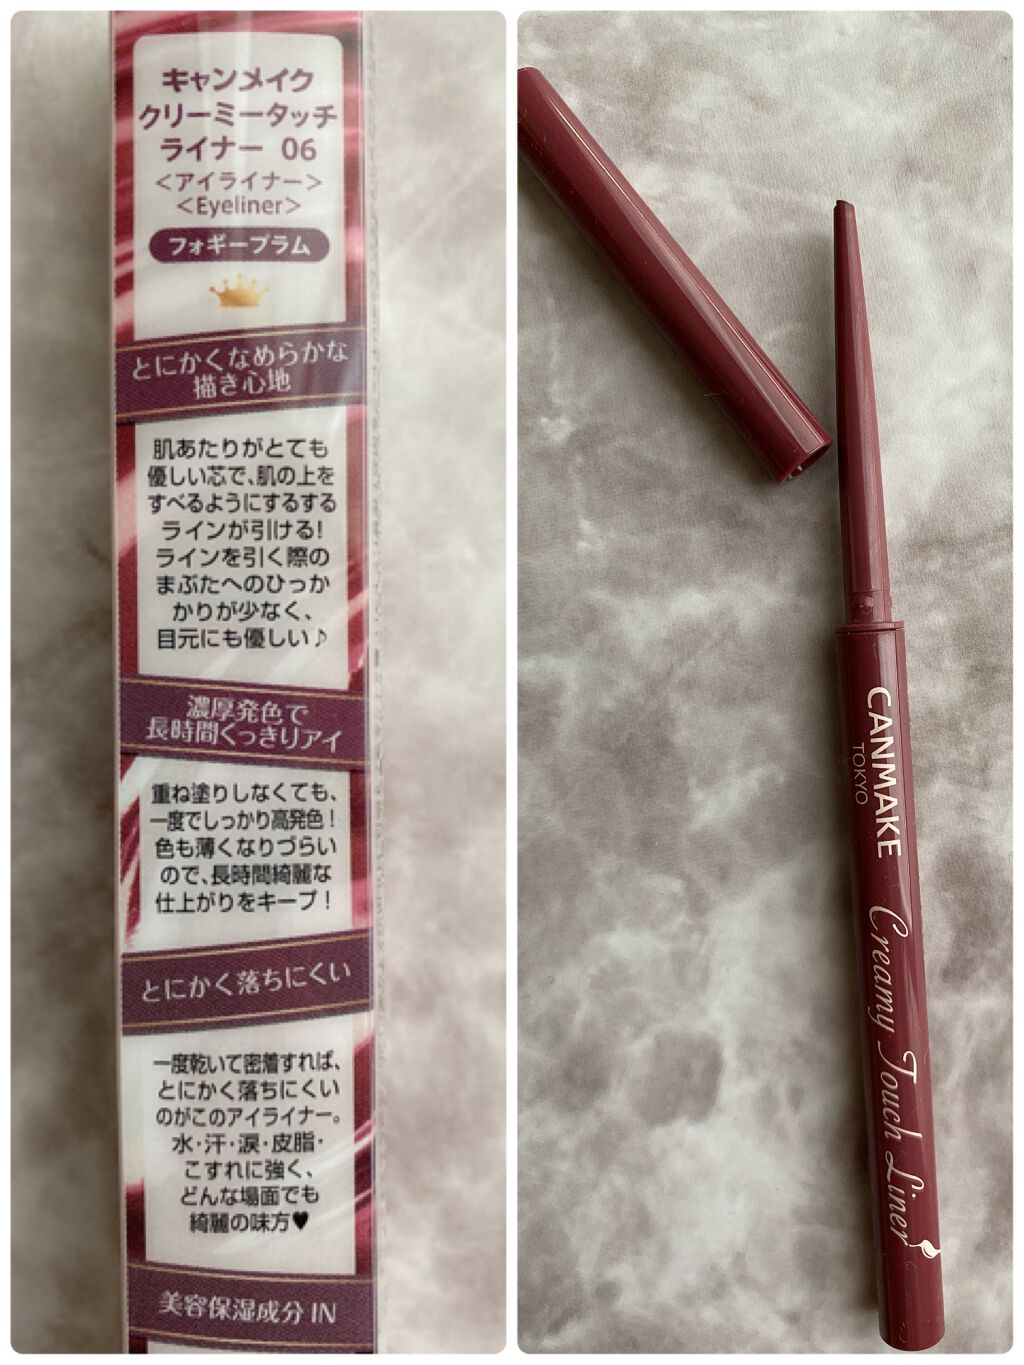 キャンメイク
クリーミータッチ
ライナー 06
<アイライナー>
<Eyeliner>
フォギープラム
とにかくなめらかな
描き心地
肌あたりがとても
優しい芯で、肌の上を
すべるようにするする
ラインが引ける!
ラインを引く際の
まぶたへのひっか
かりが少なく、
目元にも優しい♪
濃厚発色で
長時間くっきりアイ
重ね塗りしなくても、
一度でしっかり高発色!
色も薄くなりづらい
ので、長時間綺麗な
仕上がりをキープ!
とにかく落ちにくい
一度乾いて密着すれば、
とにかく落ちにくい
のがこのアイライナー。
水・汗・涙・皮脂・
こすれに強く、
どんな場面でも
綺麗の味方♥
美容保湿成分 IN
CANMAKE
TOKYO
Creamy Touch Liner